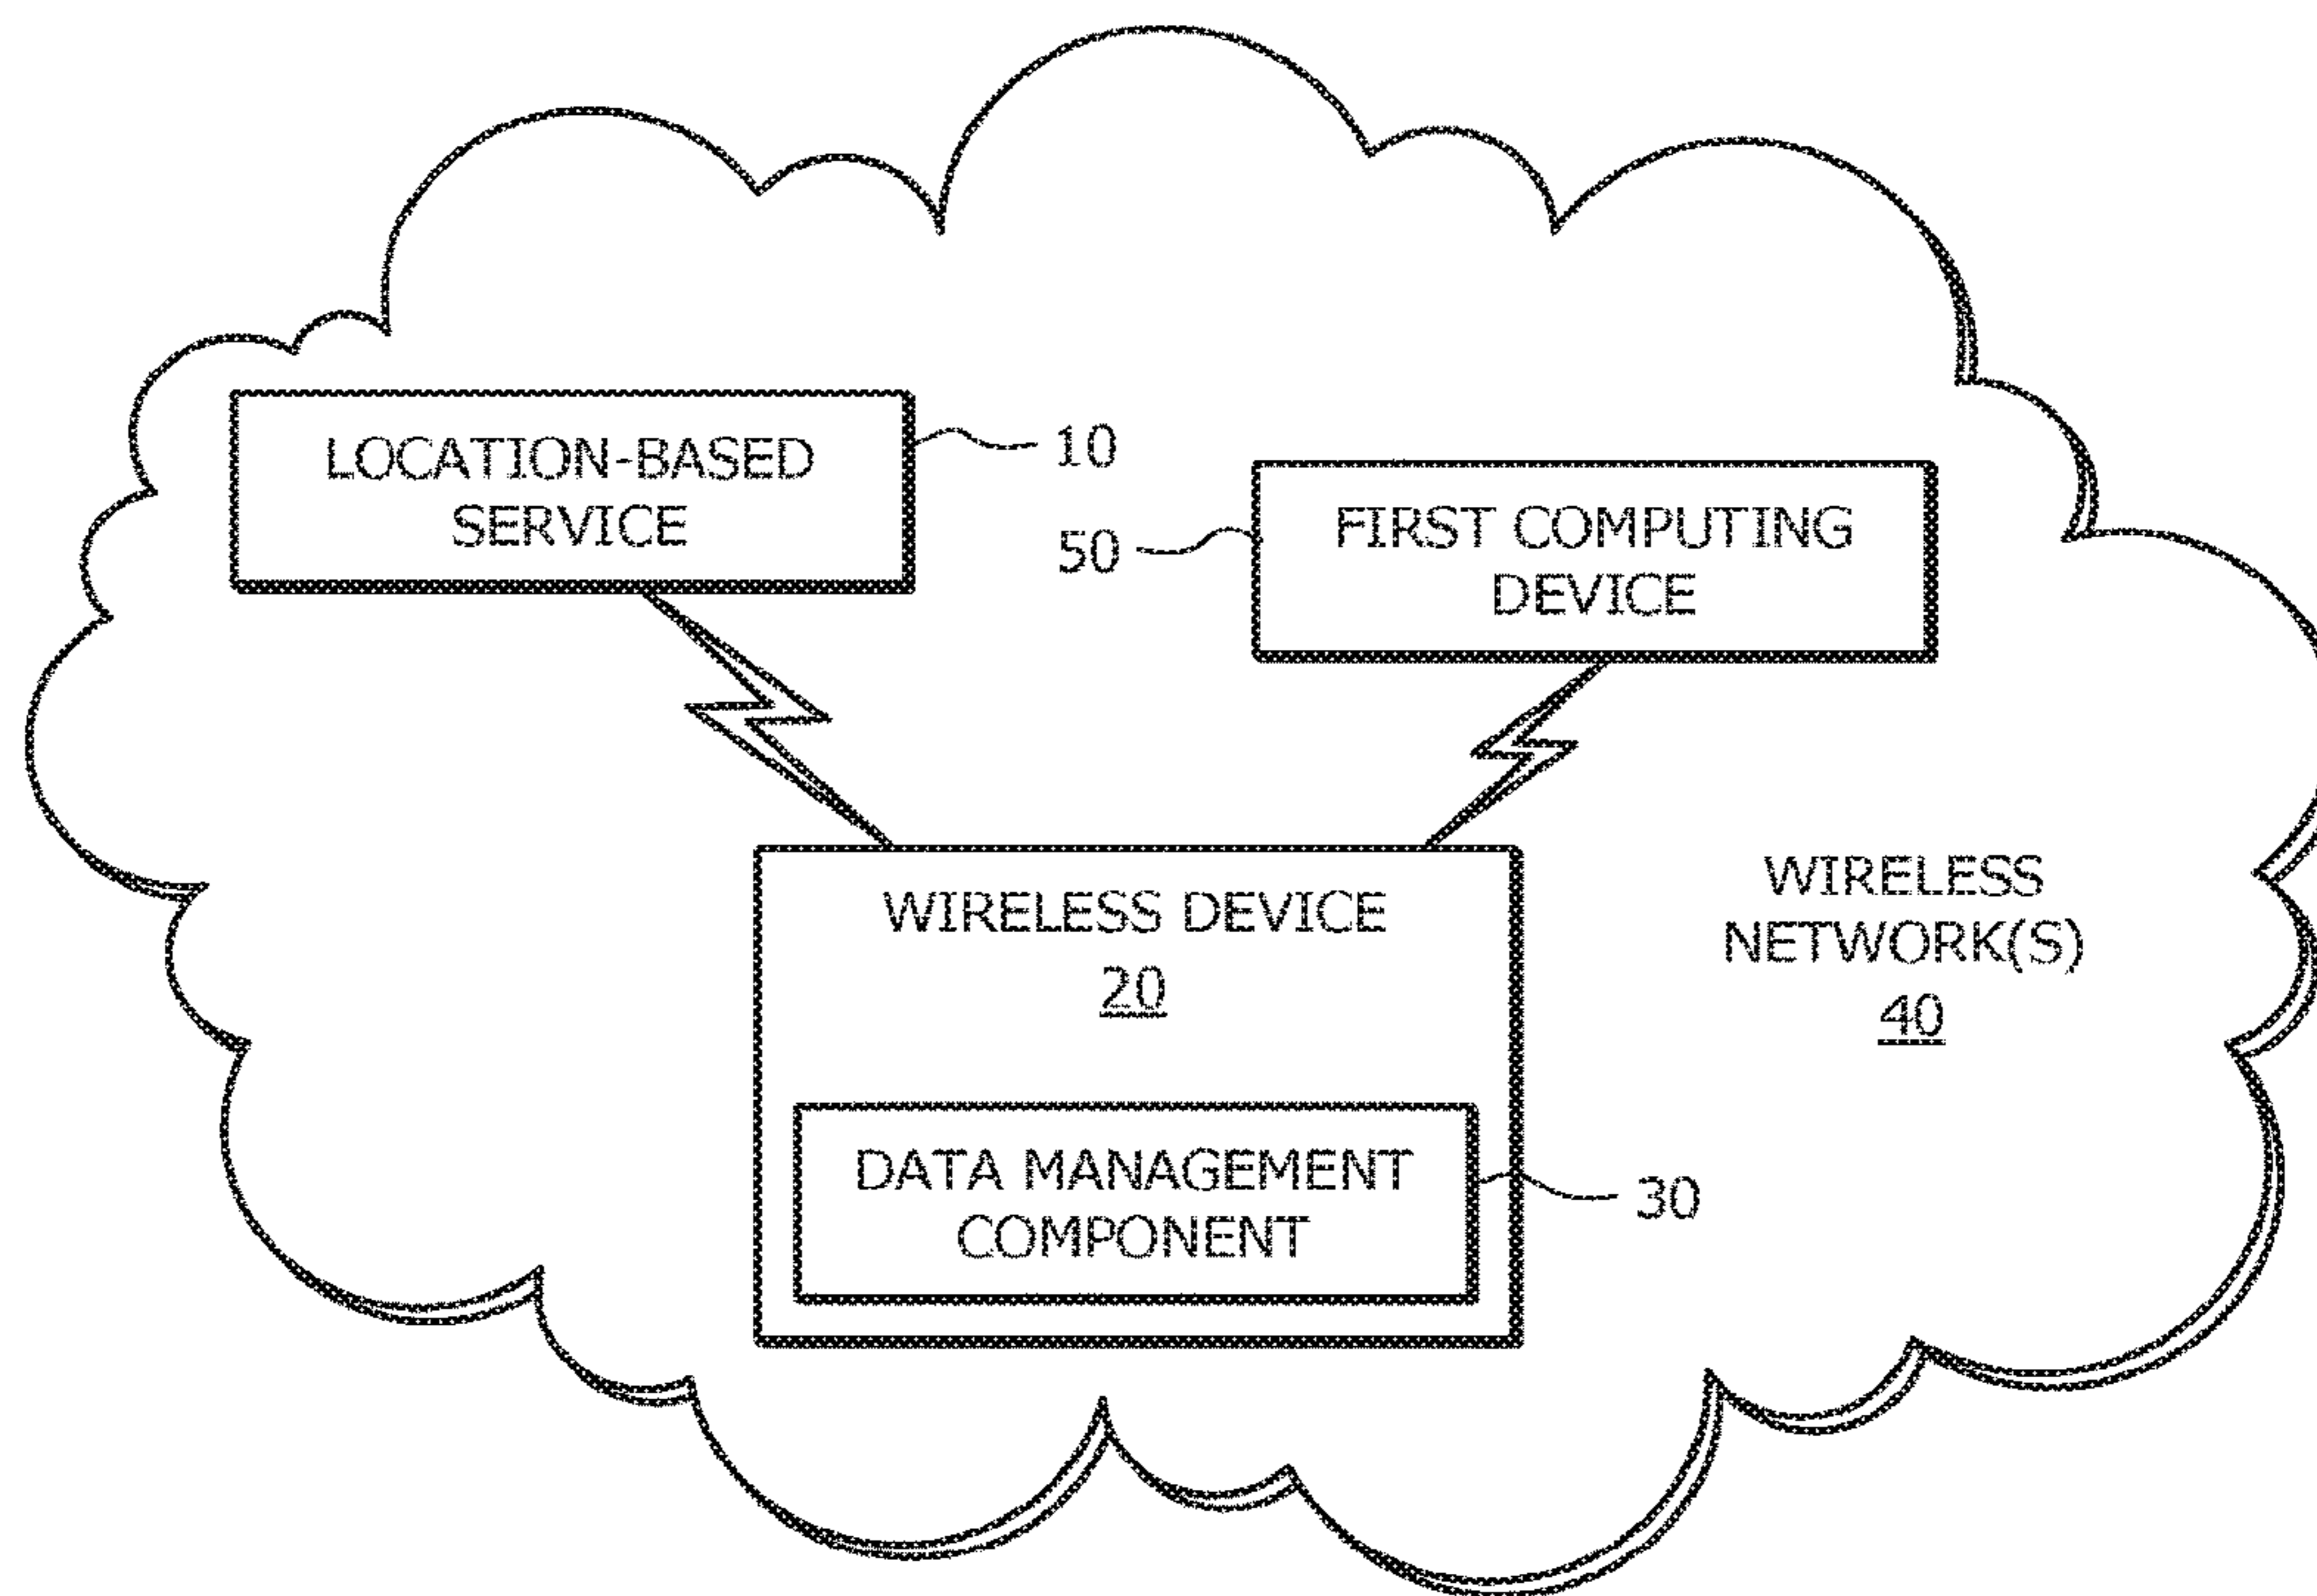 LOCATION-BASED
SERVICE
10
50
FIRST COMPUTING
DEVICE
WIRELESS DEVICE
20
WIRELESS
NETWORK(S)
40
DATA MANAGEMENT
COMPONENT
30